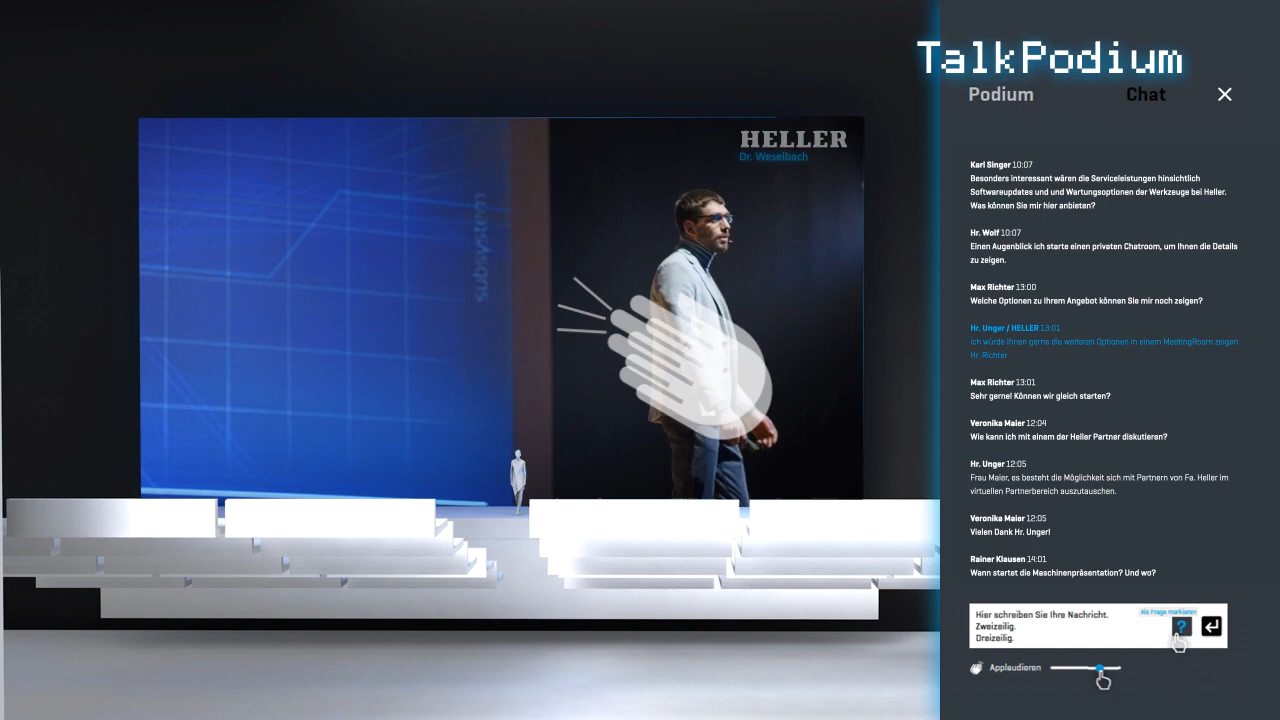 TalkPodium
Podium
Chat
HELLER
Dr. Weselbach
subsystem
Karl Singer 10:07
Besonders interessant wären die Serviceleistungen hinsichtlich
Softwareupdates und und Wartungsoptionen der Werkzeuge bei Heller.
Was können Sie mir hier anbieten?
Hr. Wolf 10:07
Einen Augenblick ich starte einen privaten Chatroom, um Ihnen die Details
zu zeigen.
Max Richter 13:00
Welche Optionen zu Ihrem Angebot können Sie mir noch zeigen?
Hr. Unger / HELLER 13:01
Ich würde Ihnen gerne die weiteren Optionen in einem MeetingRoom zeigen
Hr. Richter
Max Richter 13:01
Sehr gerne! Können wir gleich starten?
Veronika Maier 12:04
Wie kann ich mit einem der Heller Partner diskutieren?
Hr. Unger 12:05
Frau Maier, es besteht die Möglichkeit sich mit Partnern von Fa. Heller im
virtuellen Partnerbereich auszutauschen.
Veronika Maier 12:05
Vielen Dank Hr. Unger!
Rainer Klausen 14:01
Wann startet die Maschinenpräsentation? Und wo?
Hier schreiben Sie Ihre Nachricht.
Zweizeilig.
Dreizeilig.
Als Frage markieren
?
Applaudieren